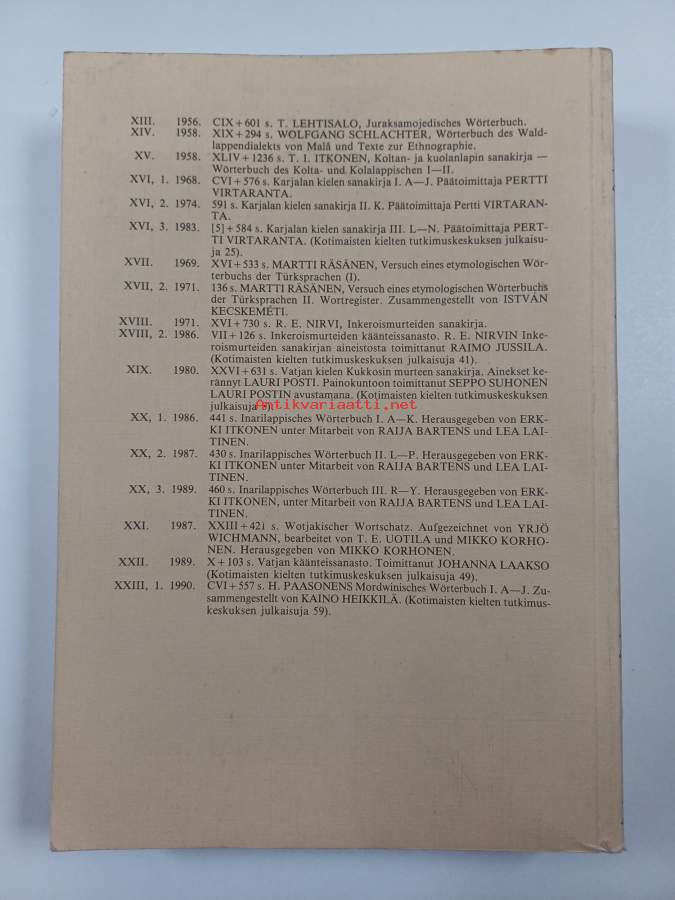 XIII. 1956. CIX + 601 s. T. LEHTISALO, Juraksamojedisches Wörterbuch.
XIV. 1958. XIX + 294 s. WOLFGANG SCHLACHTER, Wörterbuch des Wald-
lappendialekts von Malå und Texte zur Ethnographie.
XV. 1958. XLIV + 1236 s. T. I. ITKONEN, Koltan- ja kuolanlapin sanakirja —
Wörterbuch des Kolta- und Kolalappischen I—II.
XVI, 1. 1968. CVI + 576 s. Karjalan kielen sanakirja I. A—J. Päätoimittaja PERTTI
VIRTARANTA.
XVI, 2. 1974. 591 s. Karjalan kielen sanakirja II. K. Päätoimittaja Pertti VIRTARAN-
TA.
XVI, 3. 1983. [5] + 584 s. Karjalan kielen sanakirja III. L—N. Päätoimittaja PERT-
TI VIRTARANTA. (Kotimaisten kielten tutkimuskeskuksen julkaisu-
ja 25).
XVII. 1969. XVI + 533 s. MARTTI RÄSÄNEN, Versuch eines etymologischen Wör-
terbuchs der Türksprachen (I).
XVII, 2. 1971. 136 s. MARTTI RÄSÄNEN, Versuch eines etymologischen Wörterbuchs
der Türksprachen II. Wortregister. Zusammengestellt von ISTVÁN
KECSKEMÉTI.
XVIII. 1971. XVI + 730 s. R. E. NIRVI, Inkeroismurteiden sanakirja.
XVIII, 2. 1986. VII + 126 s. Inkeroismurteiden käänteissanasto. R. E. NIRVIN Inke-
roismurteiden sanakirjan aineistosta toimittanut RAIMO JUSSILA.
(Kotimaisten kielten tutkimuskeskuksen julkaisuja 41).
XIX. 1980. XXVI + 631 s. Vatjan kielen Kukkosin murteen sanakirja. Ainekset ke-
rännyt LAURI POSTI. Painokuntoon toimittanut SEPPO SUHONEN
LAURI POSTIN avustamana. (Kotimaisten kielten tutkimuskeskuksen
julkaisuja
Antikvariaatti.net
XX, 1. 1986. 441 s. Inarilappisches Wörterbuch I. A—K. Herausgegeben von ERK-
KI ITKONEN unter Mitarbeit von RAIJA BARTENS und LEA LAI-
TINEN.
XX, 2. 1987. 430 s. Inarilappisches Wörterbuch II. L—P. Herausgegeben von ERK-
KI ITKONEN unter Mitarbeit von RAIJA BARTENS und LEA LAI-
TINEN.
XX, 3. 1989. 460 s. Inarilappisches Wörterbuch III. R—Y. Herausgegeben von ERK-
KI ITKONEN, unter Mitarbeit von RAIJA BARTENS und LEA LAI-
TINEN.
XXI. 1987. XXIII + 421 s. Wotjakischer Wortschatz. Aufgezeichnet von YRJÖ
WICHMANN, bearbeitet von T. E. UOTILA und MIKKO KORHO-
NEN. Herausgegeben von MIKKO KORHONEN.
XXII. 1989. X + 103 s. Vatjan käänteissanasto. Toimittanut JOHANNA LAAKSO
(Kotimaisten kielten tutkimuskeskuksen julkaisuja 49).
XXIII, 1. 1990. CVI + 557 s. H. PAASONENS Mordwinisches Wörterbuch I. A—J. Zu-
sammengestellt von KAINO HEIKKILÄ. (Kotimaisten kielten tutkimus-
keskuksen julkaisuja 59).